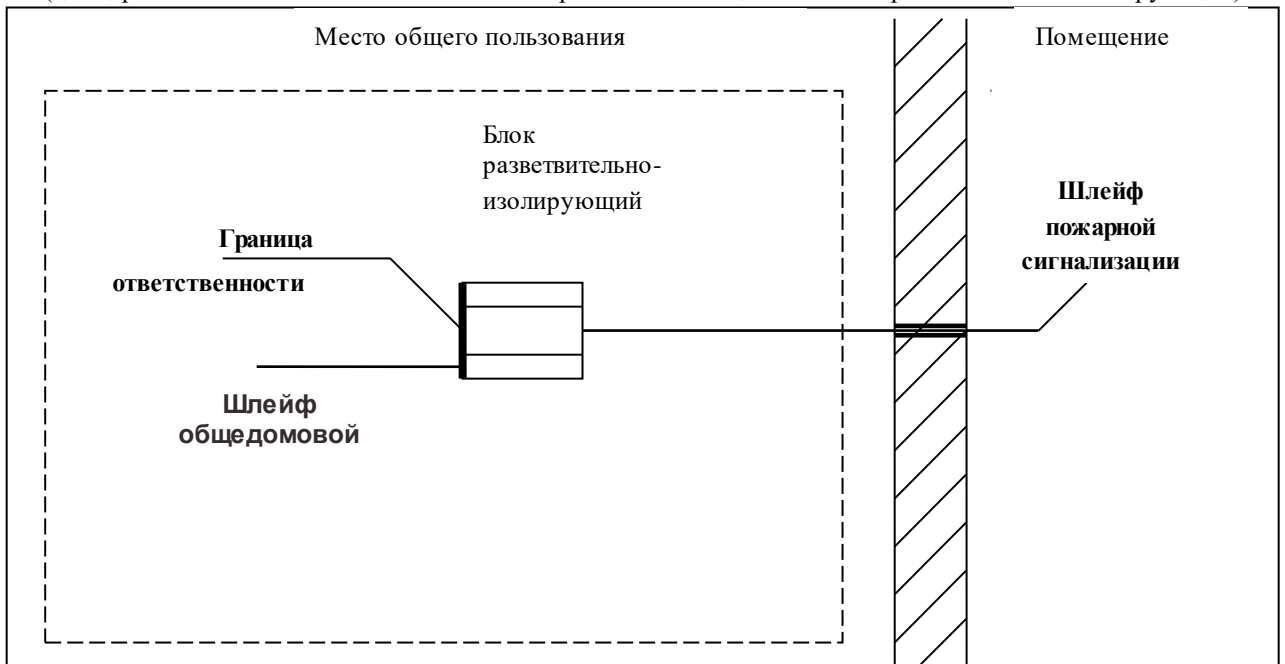 Место общего пользования
Помещение
Блок
разветвительно-
изолирующий
Шлейф
пожарной
сигнализации
Граница
ответственности
Шлейф
общедомовой